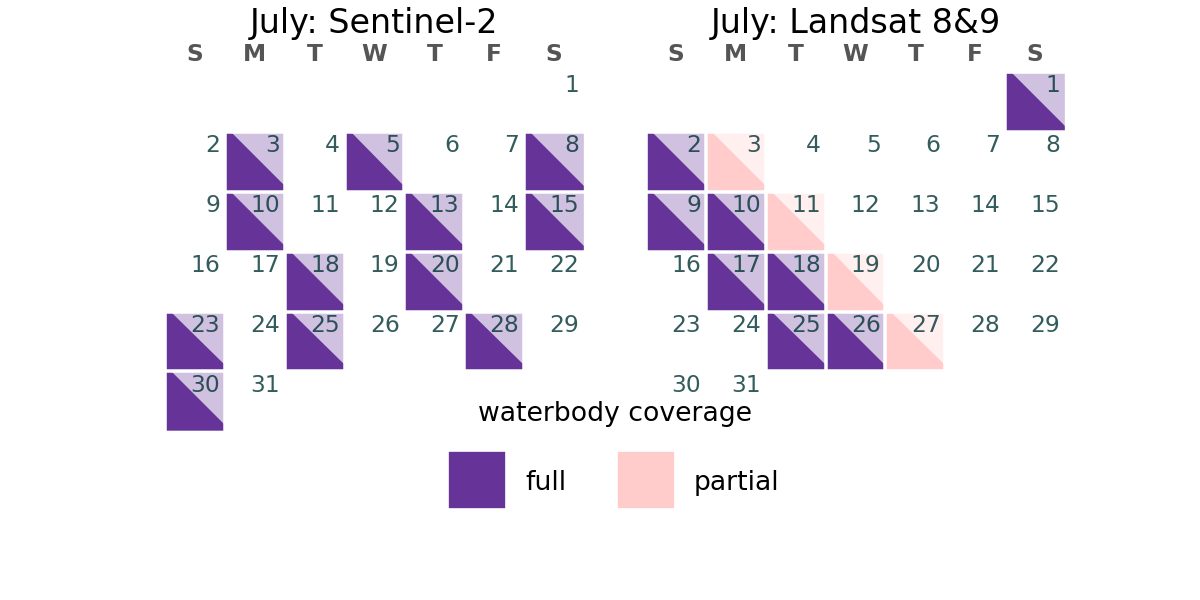 July: Sentinel-2
S M T W T F S
1
2 3 4 5 6 7 8
9 10 11 12 13 14 15
16 17 18 19 20 21 22
23 24 25 26 27 28 29
30 31
July: Landsat 8&9
S M T W T F S
1
2 3 4 5 6 7 8
9 10 11 12 13 14 15
16 17 18 19 20 21 22
23 24 25 26 27 28 29
30 31
waterbody coverage
full partial